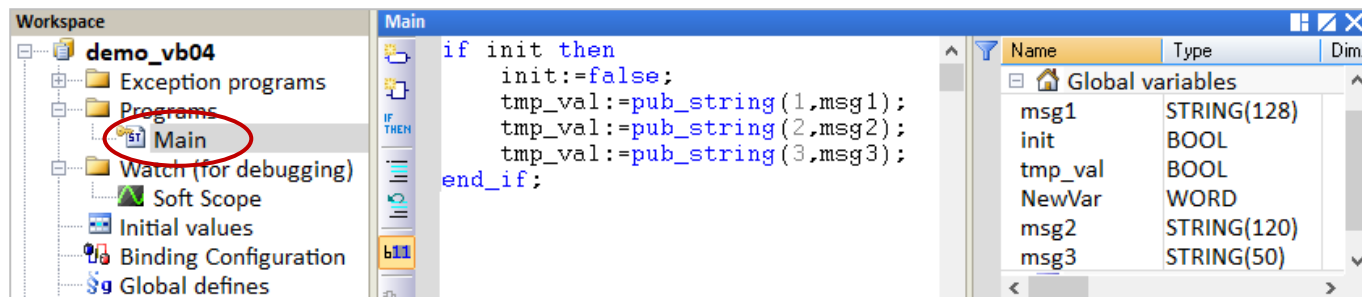 Workspace
demo_vb04
Exception programs
Programs
ST
Main
Watch (for debugging)
Soft Scope
Initial values
Binding Configuration
§g Global defines
Main
IF
THEN
b11
if init then
init:=false;
tmp_val:=pub_string(1,msg1);
tmp_val:=pub_string(2,msg2);
tmp_val:=pub_string(3,msg3);
end_if;
Name Type Dim.
Global variables
msg1 STRING(128)
init BOOL
tmp_val BOOL
NewVar WORD
msg2 STRING(120)
msg3 STRING(50)